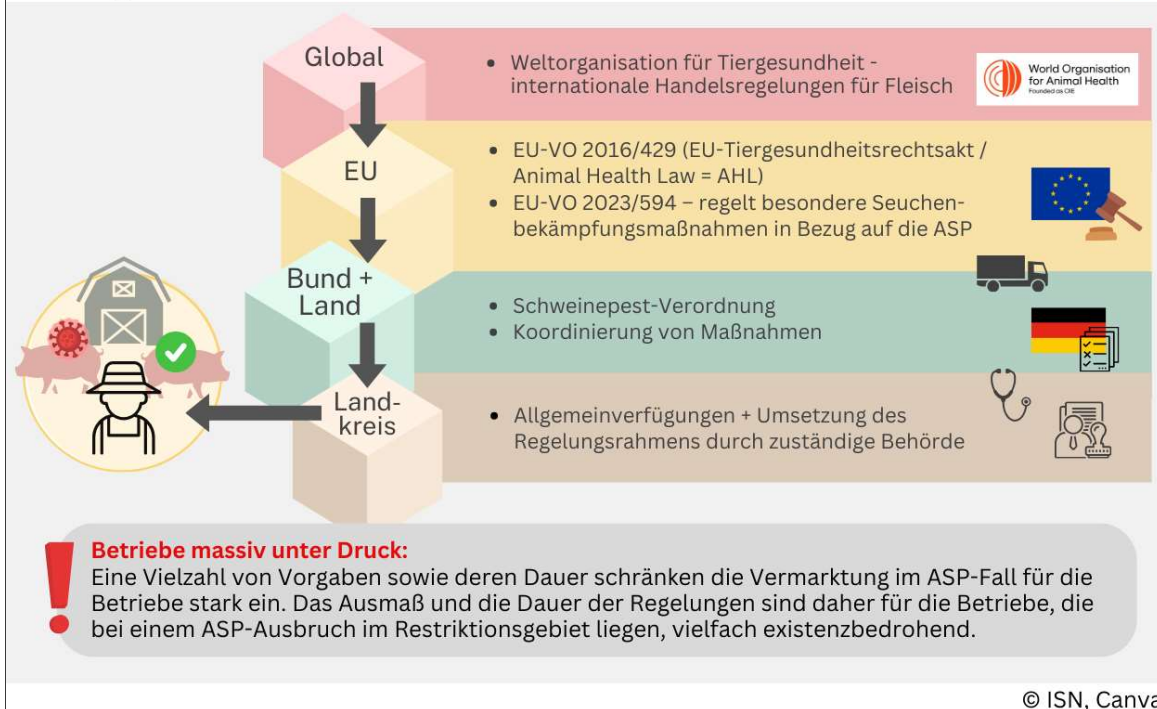 Global
Weltorganisation für Tiergesundheit -
internationale Handelsregelungen für Fleisch
World Organisation
for Animal Health
Founded as OIE
EU
EU-VO 2016/429 (EU-Tiergesundheitsrechtsakt /
Animal Health Law = AHL)
EU-VO 2023/594 – regelt besondere Seuchen-
bekämpfungsmaßnahmen in Bezug auf die ASP
Bund +
Land
Schweinepest-Verordnung
Koordinierung von Maßnahmen
Land-
kreis
Allgemeinverfügungen + Umsetzung des
Regelungsrahmens durch zuständige Behörde
Betriebe massiv unter Druck:
Eine Vielzahl von Vorgaben sowie deren Dauer schränken die Vermarktung im ASP-Fall für die
Betriebe stark ein. Das Ausmaß und die Dauer der Regelungen sind daher für die Betriebe, die
bei einem ASP-Ausbruch im Restriktionsgebiet liegen, vielfach existenzbedrohend.
© ISN, Canva